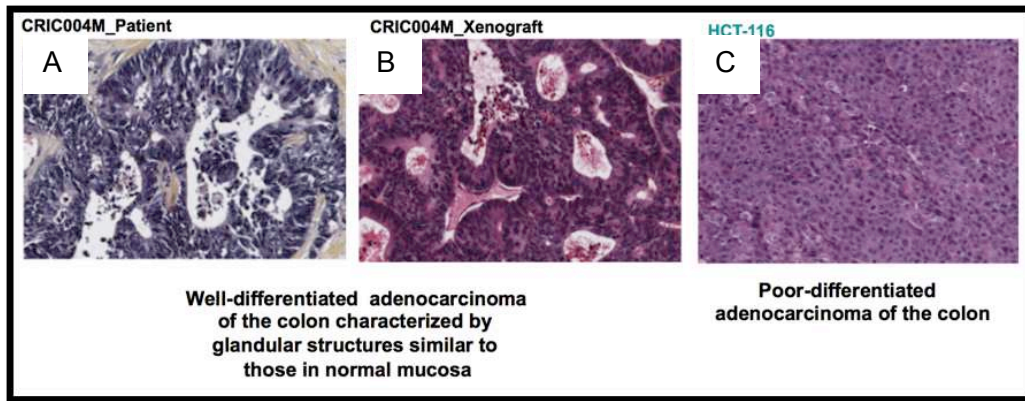 CRIC004M_Patient
CRIC004M_Xenograft
HCT-116
A
B
C
Well-differentiated adenocarcinoma
of the colon characterized by
glandular structures similar to
those in normal mucosa
Poor-differentiated
adenocarcinoma of the colon